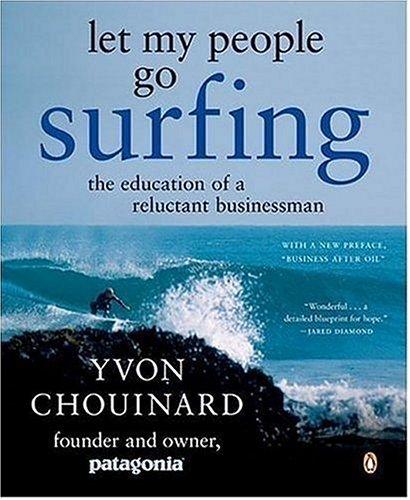 let my people
go
surfing
the education of a
reluctant businessman
WITH A NEW PREFACE,
"BUSINESS AFTER OIL"
"Wonderful . . . a
detailed blueprint for hope."
—JARED DIAMOND
YVON
CHOUINARD
founder and owner,
patagonia